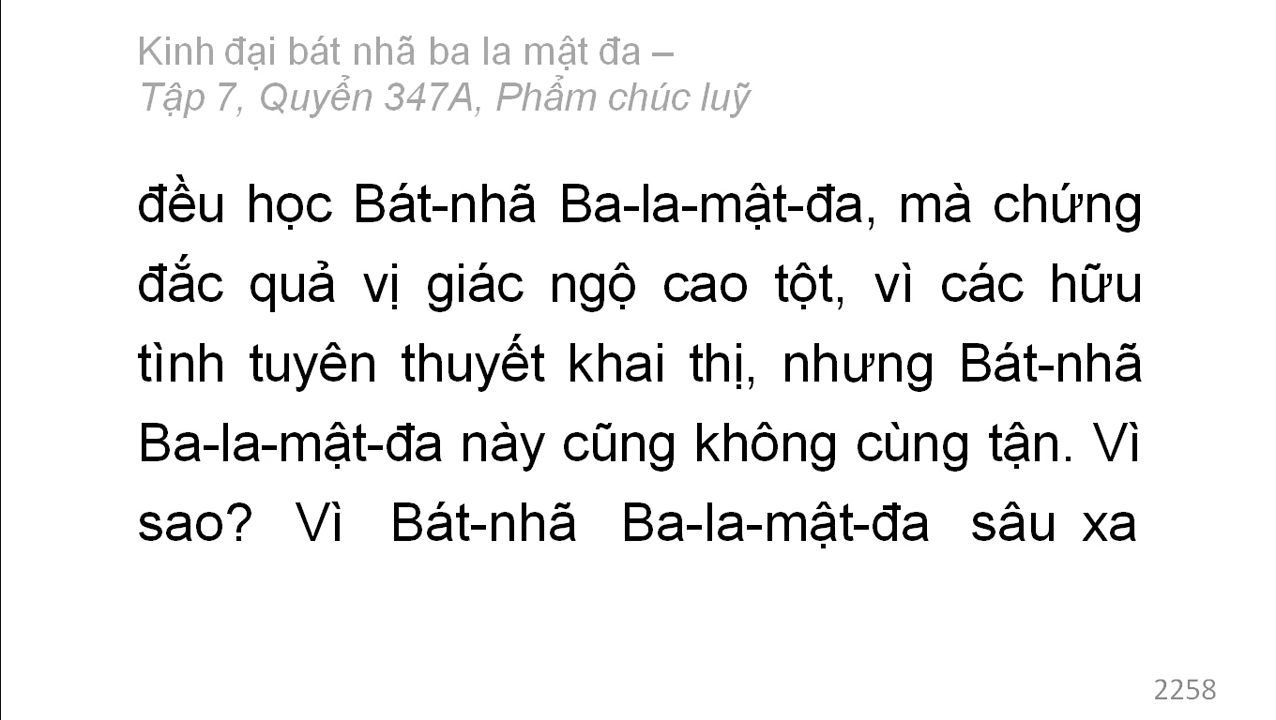 Kinh đại bát nhã ba la mật đa –
Tập 7, Quyển 347A, Phẩm chúc luỹ
đều học Bát-nhã Ba-la-mật-đa, mà chứng
đắc quả vị giác ngộ cao tột, vì các hữu
tình tuyên thuyết khai thị, nhưng Bát-nhã
Ba-la-mật-đa này cũng không cùng tận. Vì
sao? Vì Bát-nhã Ba-la-mật-đa sâu xa
2258